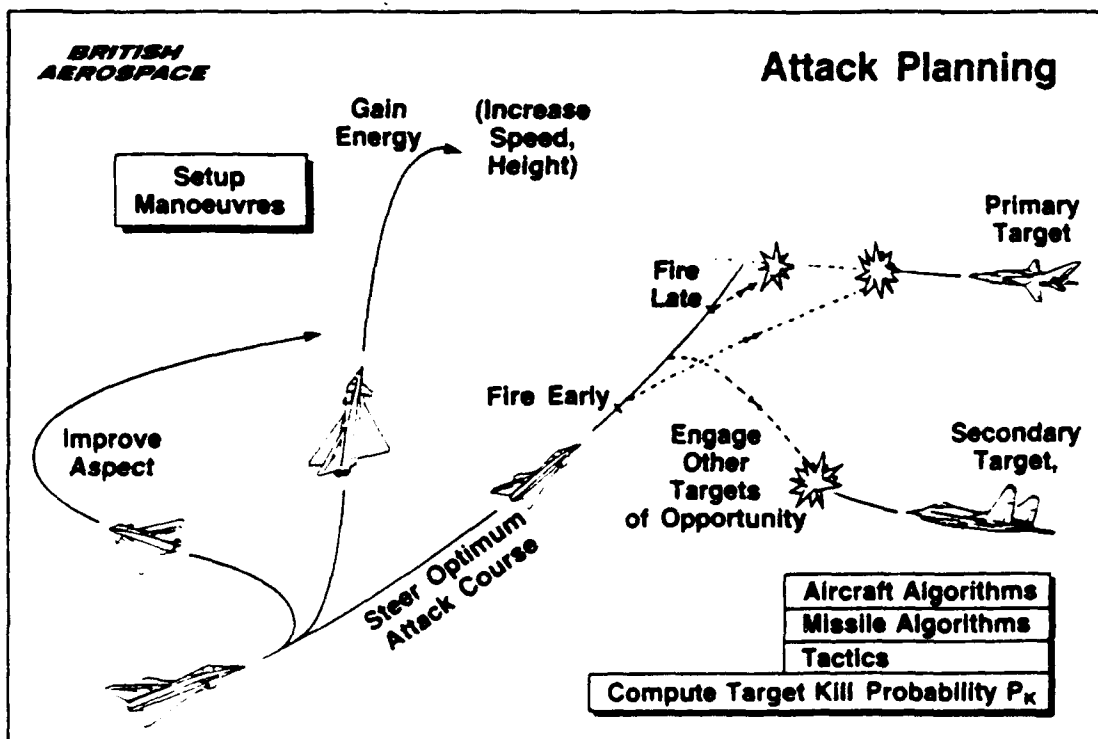 BRITISH
AEROSPACE
Attack Planning
Gain
Energy
(Increase
Speed,
Height)
Setup
Manoeuvres
Primary
Target
Fire
Late
Fire Early
Improve
Aspect
Engage
Other
Targets
of Opportunity
Secondary
Target,
Steer Optimum
Attack Course
Aircraft Algorithms
Missile Algorithms
Tactics
Compute Target Kill Probability PK